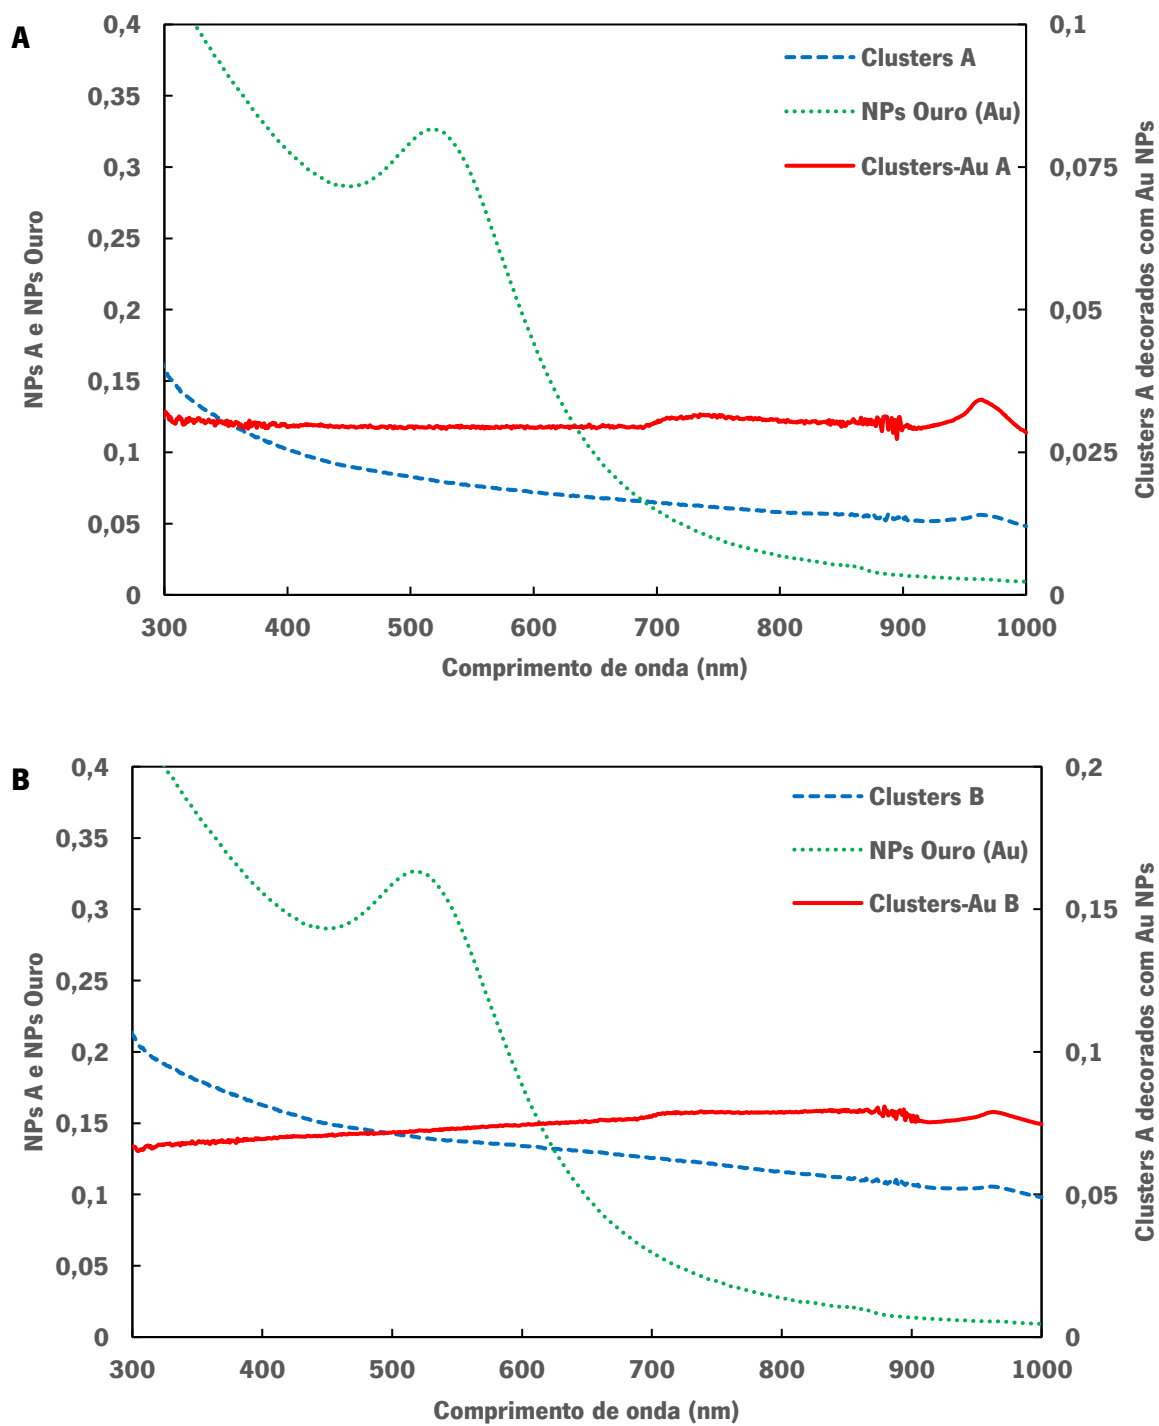 A
0,4
0,35
0,3
0,25
0,2
0,15
0,1
0,05
0
NPs A e NPs Ouro
0,1
0,075
0,05
0,025
0
Clusters A decorados com Au NPs
Clusters A
NPs Ouro (Au)
Clusters-Au A
300 400 500 600 700 800 900 1000
Comprimento de onda (nm)
B
0,4
0,35
0,3
0,25
0,2
0,15
0,1
0,05
0
NPs A e NPs Ouro
0,2
0,15
0,1
0,05
0
Clusters A decorados com Au NPs
Clusters B
NPs Ouro (Au)
Clusters-Au B
300 400 500 600 700 800 900 1000
Comprimento de onda (nm)